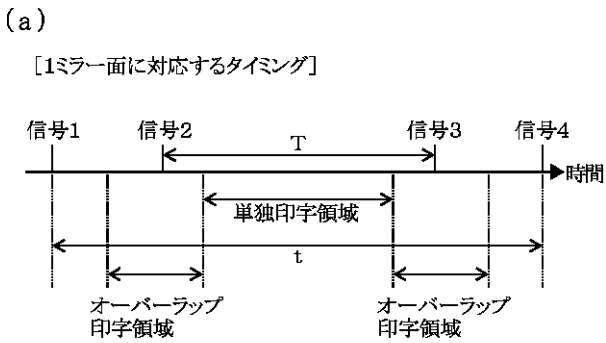 (a)
[1ミラー面に対応するタイミング]
信号1 信号2 信号3 信号4
T
時間
単独印字領域
t
オーバーラップ オーバーラップ
印字領域 印字領域